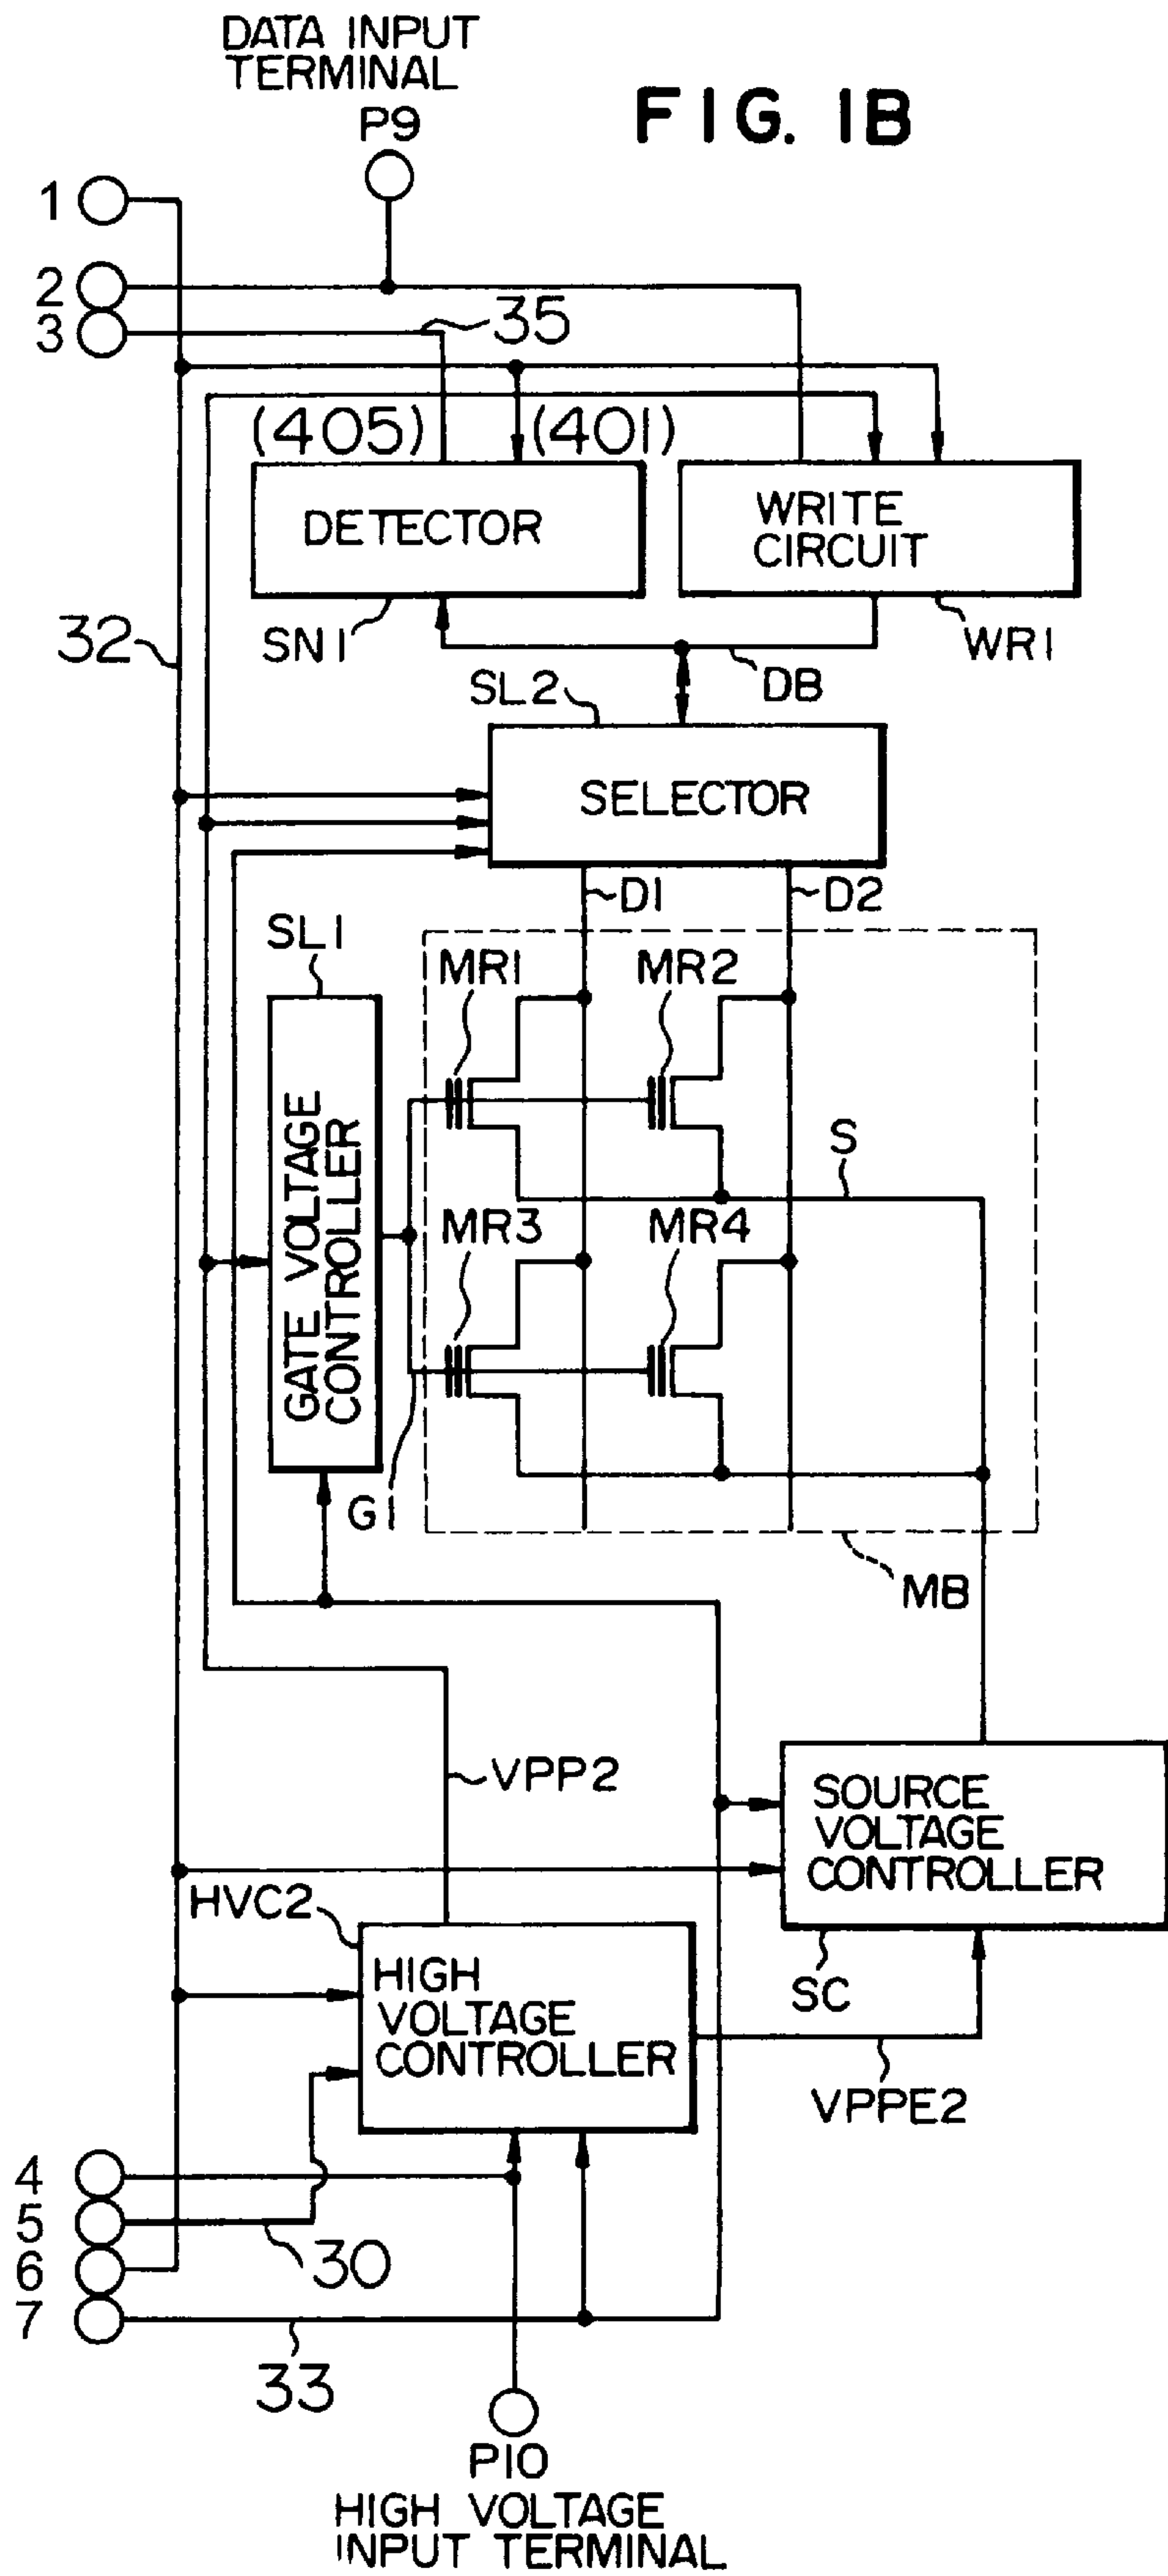 DATA INPUT
TERMINAL
P9
FIG. 1B
1
2
3
35
(405)
(401)
DETECTOR
WRITE
CIRCUIT
32
SN1
WR1
DB
SL2
SELECTOR
D1
D2
SL1
MR1
MR2
GATE VOLTAGE
CONTROLLER
S
MR3
MR4
G1
MB
VPP2
SOURCE
VOLTAGE
CONTROLLER
HVC2
HIGH
VOLTAGE
CONTROLLER
SC
VPPE2
4
5
30
6
7
33
P10
HIGH VOLTAGE
INPUT TERMINAL